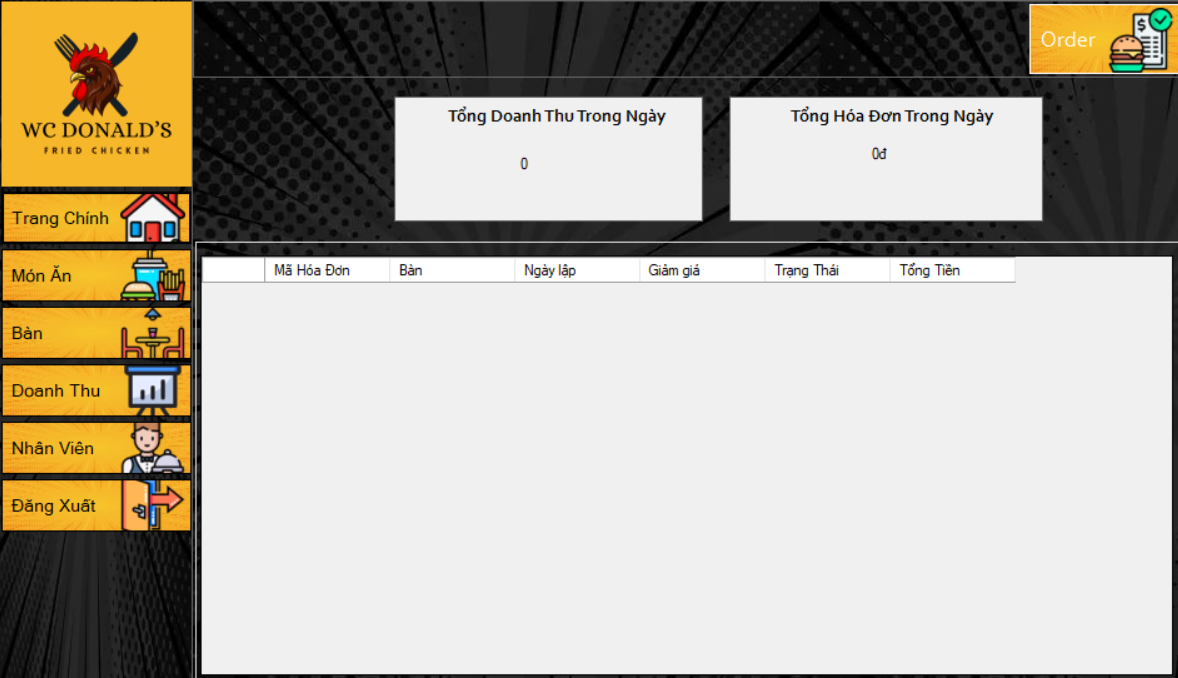 WC DONALD'S
FRIED CHICKEN
Order
$
Tổng Doanh Thu Trong Ngày
0
Tổng Hóa Đơn Trong Ngày
0đ
Trang Chính
Món Ăn
Bàn
Doanh Thu
Nhân Viên
Đăng Xuất
Mã Hóa Đơn Bàn Ngày lập Giảm giá Trạng Thái Tổng Tiền